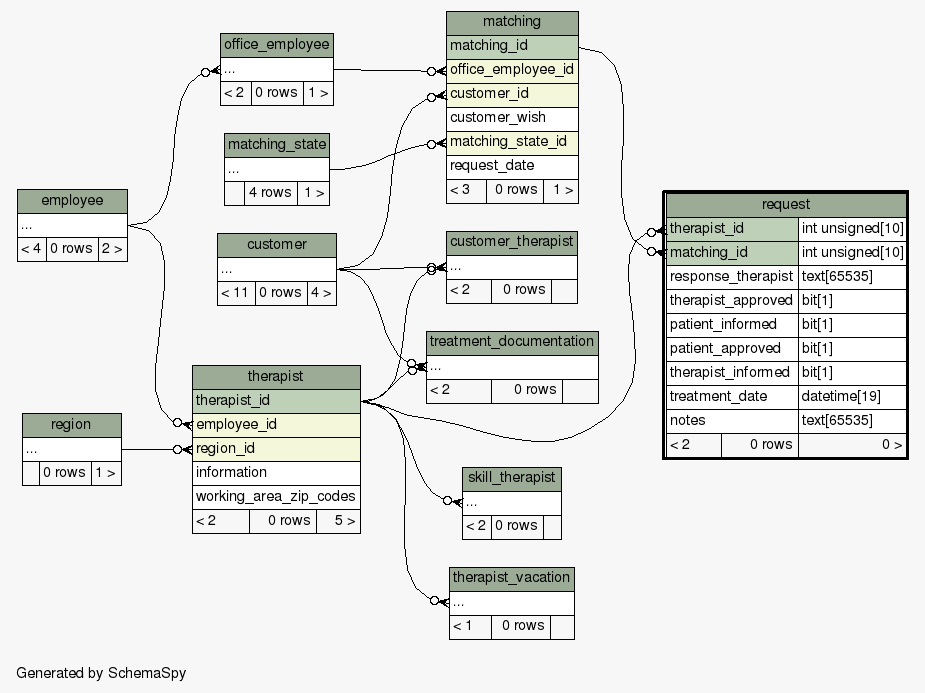 office_employee
...
< 2 0 rows 1 >
matching_state
...
4 rows 1 >
employee
...
< 4 0 rows 2 >
customer
...
< 11 0 rows 4 >
region
...
0 rows 1 >
therapist
therapist_id
employee_id
region_id
information
working_area_zip_codes
< 2 0 rows 5 >
matching
matching_id
office_employee_id
customer_id
customer_wish
matching_state_id
request_date
< 3 0 rows 1 >
customer_therapist
...
< 2 0 rows
treatment_documentation
...
< 2 0 rows
skill_therapist
...
< 2 0 rows
therapist_vacation
...
< 1 0 rows
request
therapist_id int unsigned[10]
matching_id int unsigned[10]
response_therapist text[65535]
therapist_approved bit[1]
patient_informed bit[1]
patient_approved bit[1]
therapist_informed bit[1]
treatment_date datetime[19]
notes text[65535]
< 2 0 rows 0 >
Generated by SchemaSpy